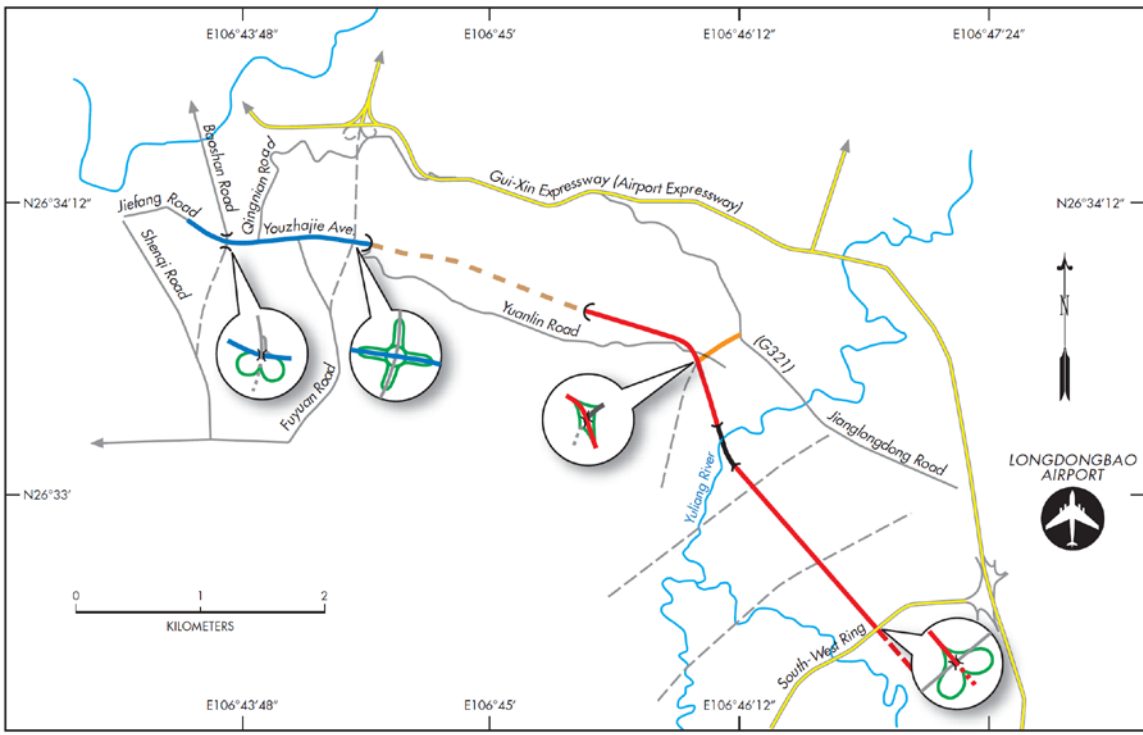 E106°43'48'
E106°45'
E106°46'12'
E106°47'24'
Baoshan Road
Qingnian Road
Gui-Xin Expressway (Airport Expressway)
N26°34'12'
Jiefang Road
Youzhajie Ave.
N26°34'12'
Shenqi Road
N
Yuanlin Road
(G321)
Fuyuan Road
Jianglongdong Road
Yuliang River
LONGDONGBAO
AIRPORT
N26°33'
0 1 2
KILOMETERS
South-West Ring
E106°43'48'
E106°45'
E106°46'12'